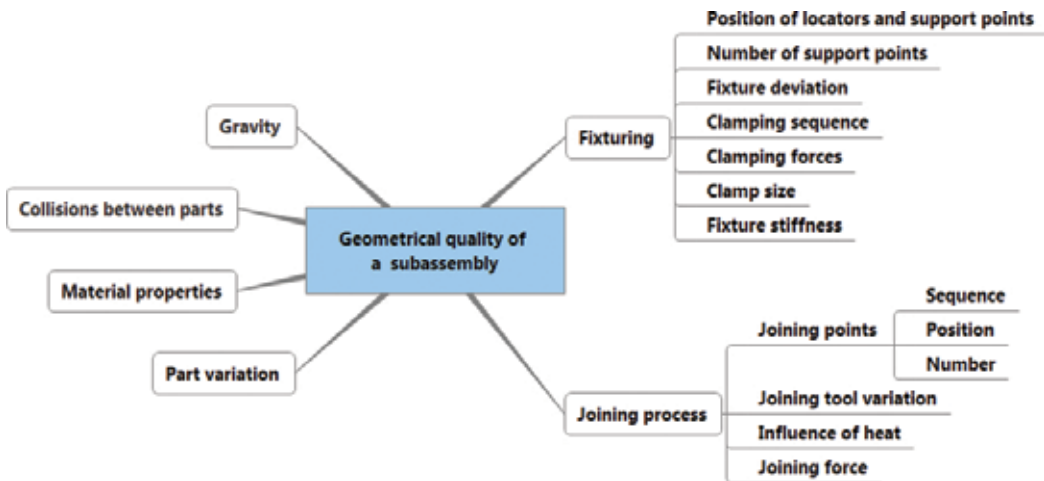 Position of locators and support points
Number of support points
Fixture deviation
Gravity
Clamping sequence
Fixturing
Clamping forces
Collisions between parts
Clamp size
Geometrical quality of
a subassembly
Fixture stiffness
Material properties
Sequence
Joining points
Position
Part variation
Number
Joining tool variation
Joining process
Influence of heat
Joining force